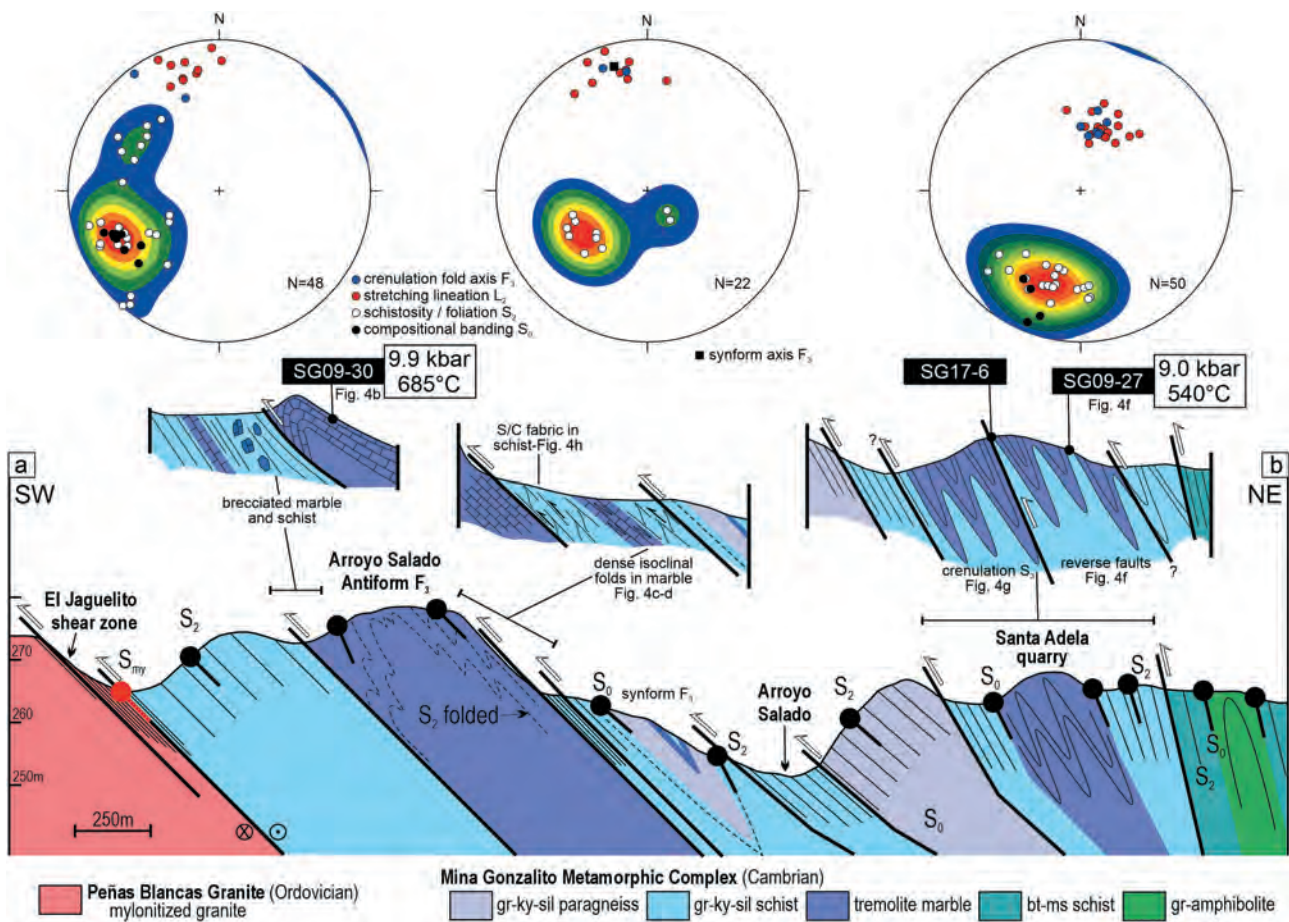 N
N
N
N=48
N=22
N=50
crenulation fold axis F3
stretching lineation L2
schistosity / foliation S2
compositional banding S0
synform axis F3
SG09-30
Fig. 4b
9.9 kbar
685°C
SG17-6
SG09-27
Fig. 4f
9.0 kbar
540°C
S/C fabric in
schist-Fig. 4h
?
a
SW
b
NE
brecciated marble
and schist
dense isoclinal
folds in marble
Fig. 4c-d
crenulation S3
Fig. 4g
reverse faults
Fig. 4f
?
Arroyo Salado
Antiform F3
El Jaguelito
shear zone
S2
Smy
S0
synform F3
S2 folded
S2
Arroyo
Salado
S2
S0
Santa Adela
quarry
S0
S2
S0
S2
270
260
250m
250m
Peñas Blancas Granite (Ordovician)
mylonitized granite
Mina Gonzalito Metamorphic Complex (Cambrian)
gr-ky-sil paragneiss
gr-ky-sil schist
tremolite marble
bt-ms schist
gr-amphibolite